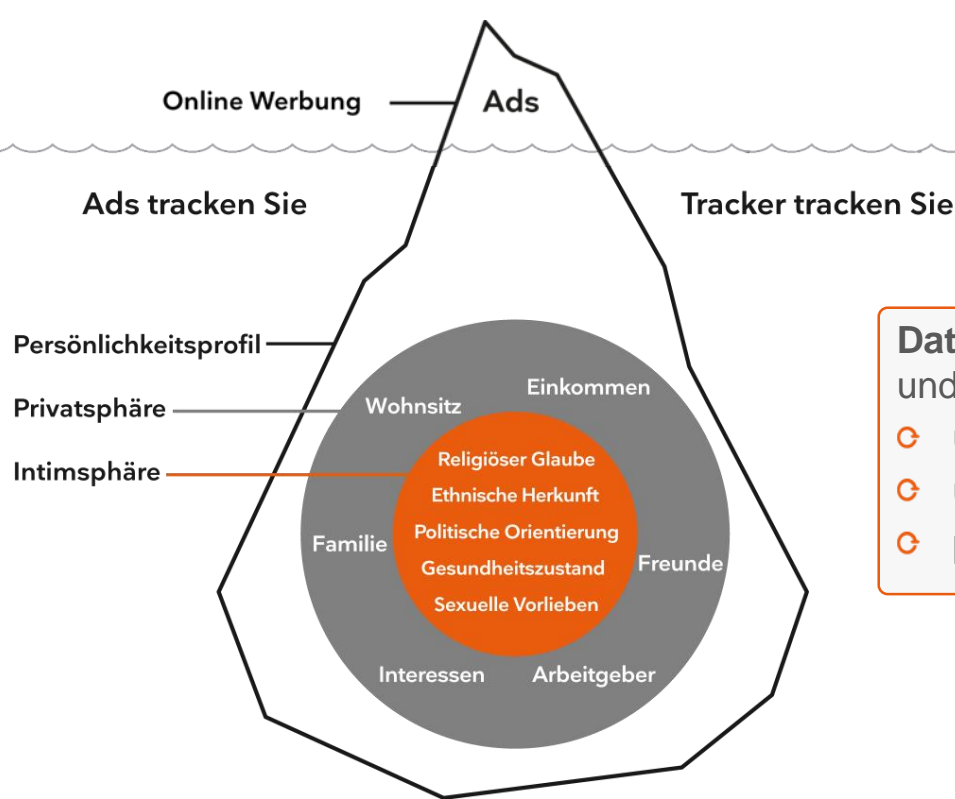 Online Werbung
Ads
Ads tracken Sie
Tracker tracken Sie
Persönlichkeitsprofil
Privatsphäre
Intimsphäre
Einkommen
Wohnsitz
Religiöser Glaube
Ethnische Herkunft
Politische Orientierung
Gesundheitszustand
Sexuelle Vorlieben
Familie
Freunde
Interessen
Arbeitgeber
und